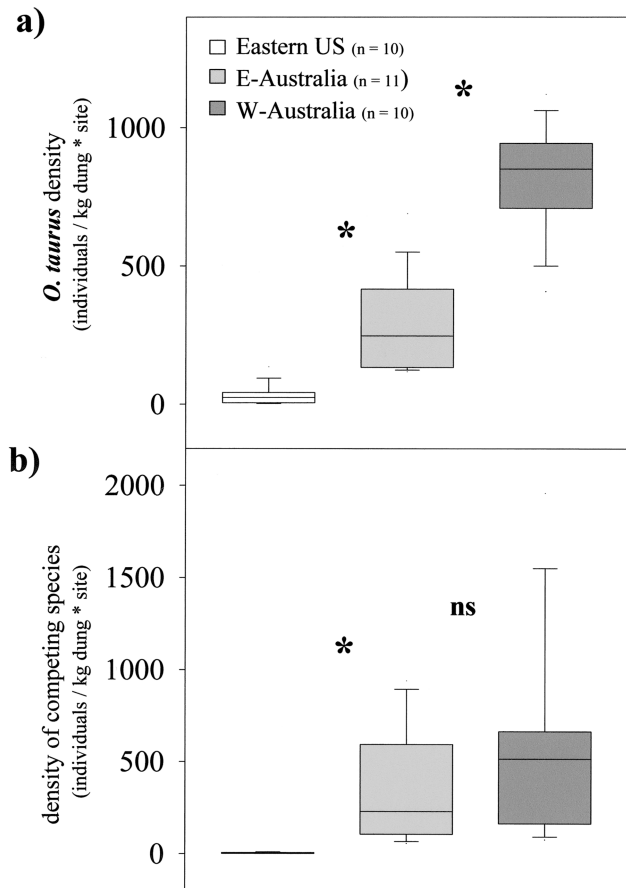 a)
Eastern US (n = 10)
E-Australia (n = 11)
W-Australia (n = 10)
*
*
1000
500
0
O. taurus density
(individuals / kg dung * site)
b)
2000
1500
1000
500
0
density of competing species
(individuals / kg dung * site)
*
ns